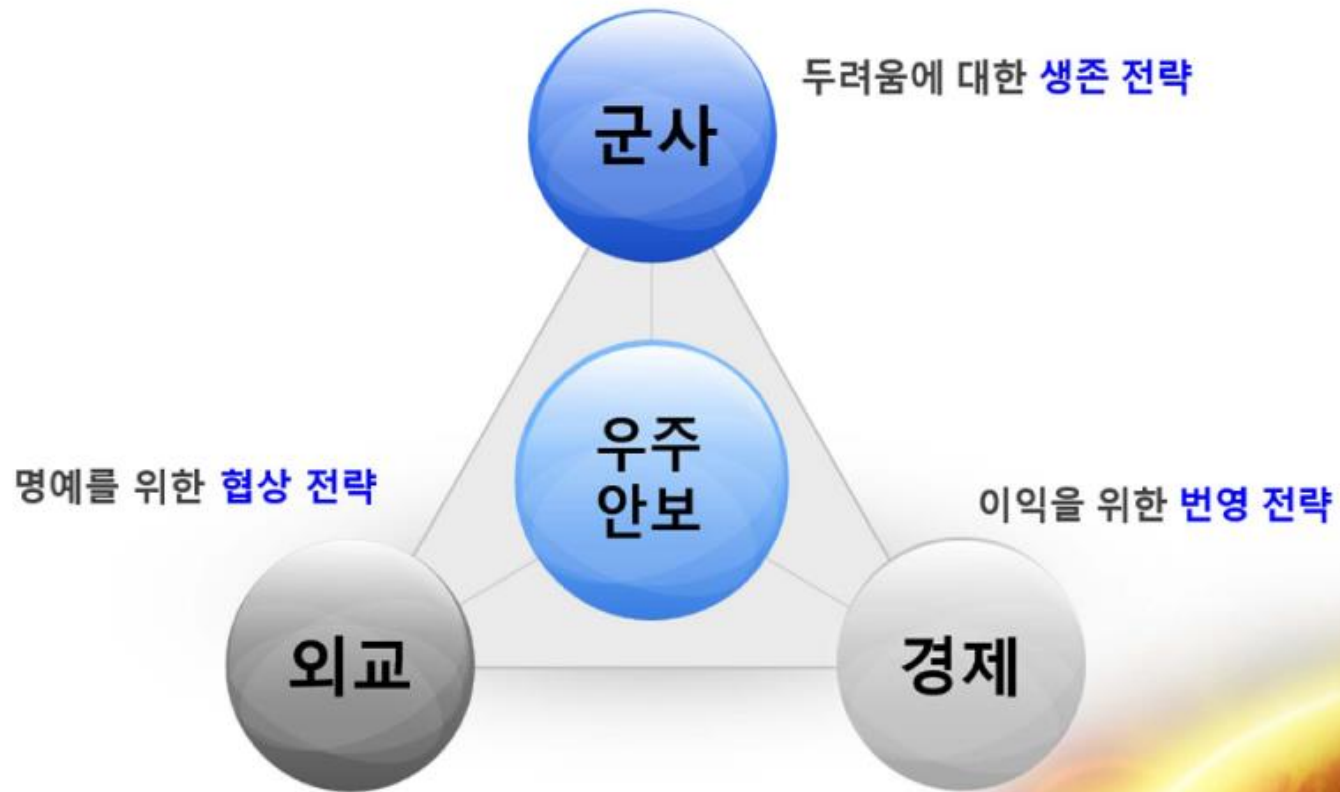 군사
두려움에 대한 생존 전략
우주
안보
명예를 위한 협상 전략
이익을 위한 번영 전략
외교
경제